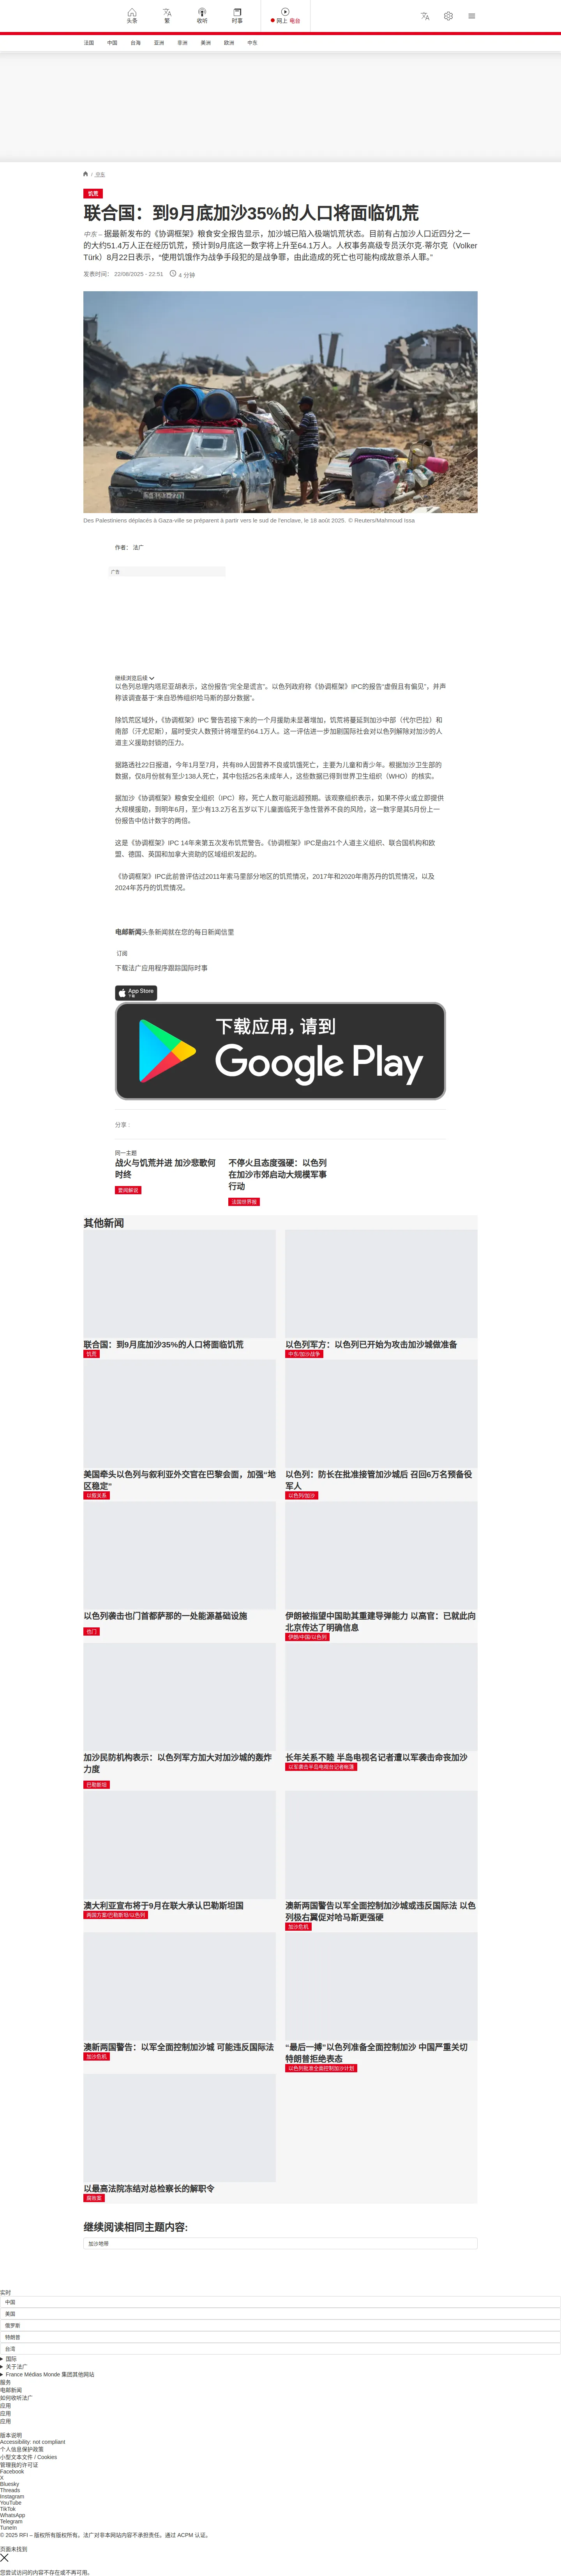 头条
繁
收听
时事
网上 电台
法国 中国 台海 亚洲 非洲 美洲 欧洲 中东
/ 中东
饥荒
联合国：到9月底加沙35%的人口将面临饥荒
中东 – 据最新发布的《协调框架》粮食安全报告显示，加沙城已陷入极端饥荒状态。目前有占加沙人口近四分之一
的大约51.4万人正在经历饥荒，预计到9月底这一数字将上升至64.1万人。人权事务高级专员沃尔克·蒂尔克（Volker
Türk）8月22日表示，“使用饥饿作为战争手段犯的是战争罪，由此造成的死亡也可能构成故意杀人罪。”
发表时间： 22/08/2025 - 22:51 4 分钟
Des Palestiniens déplacés à Gaza-ville se préparent à partir vers le sud de l'enclave, le 18 août 2025. © Reuters/Mahmoud Issa
作者： 法广
广告
继续浏览后续
以色列总理内塔尼亚胡表示，这份报告“完全是谎言”。以色列政府称《协调框架》IPC的报告“虚假且有偏见”，并声
称该调查基于“来自恐怖组织哈马斯的部分数据”。
除饥荒区域外，《协调框架》IPC 警告若接下来的一个月援助未显著增加，饥荒将蔓延到加沙中部（代尔巴拉）和
南部（汗尤尼斯），届时受灾人数预计将增至约64.1万人。这一评估进一步加剧国际社会对以色列解除对加沙的人
道主义援助封锁的压力。
据路透社22日报道，今年1月至7月，共有89人因营养不良或饥饿死亡，主要为儿童和青少年。根据加沙卫生部的
数据，仅8月份就有至少138人死亡，其中包括25名未成年人，这些数据已得到世界卫生组织（WHO）的核实。
据加沙《协调框架》粮食安全组织（IPC）称，死亡人数可能远超预期。该观察组织表示，如果不停火或立即提供
大规模援助，到明年6月，至少有13.2万名五岁以下儿童面临死于急性营养不良的风险，这一数字是其5月份上一
份报告中估计数字的两倍。
这是《协调框架》IPC 14年来第五次发布饥荒警告。《协调框架》IPC是由21个人道主义组织、联合国机构和欧
盟、德国、英国和加拿大资助的区域组织发起的。
《协调框架》IPC此前曾评估过2011年索马里部分地区的饥荒情况，2017年和2020年南苏丹的饥荒情况，以及
2024年苏丹的饥荒情况。
电邮新闻头条新闻就在您的每日新闻信里
订阅
下载法广应用程序跟踪国际时事
App Store
下载
下载应用，请到
Google Play
分享 :
同一主题
战火与饥荒并进 加沙悲歌何
时终
要闻解说
不停火且态度强硬：以色列
在加沙市郊启动大规模军事
行动
法国世界报
其他新闻
联合国：到9月底加沙35%的人口将面临饥荒
饥荒
以色列军方：以色列已开始为攻击加沙城做准备
中东/加沙战争
美国牵头以色列与叙利亚外交官在巴黎会面，加强“地
区稳定”
以叙关系
以色列：防长在批准接管加沙城后 召回6万名预备役
军人
以色列/加沙
以色列袭击也门首都萨那的一处能源基础设施
也门
伊朗被指望中国助其重建导弹能力 以高官：已就此向
北京传达了明确信息
伊朗/中国/以色列
加沙民防机构表示：以色列军方加大对加沙城的轰炸
力度
巴勒斯坦
长年关系不睦 半岛电视名记者遭以军袭击命丧加沙
以军袭击半岛电视台记者帐篷
澳大利亚宣布将于9月在联大承认巴勒斯坦国
两国方案/巴勒斯坦/以色列
澳新两国警告以军全面控制加沙城或违反国际法 以色
列极右翼促对哈马斯更强硬
加沙危机
澳新两国警告：以军全面控制加沙城 可能违反国际法
加沙危机
“最后一搏”以色列准备全面控制加沙 中国严重关切
特朗普拒绝表态
以色列批准全面控制加沙计划
以最高法院冻结对总检察长的解职令
以最高法院冻结对总检察长的解职令
继续阅读相同主题内容:
加沙地带
实时
中国
美国
俄罗斯
特朗普
台湾
国际
关于法广
France Médias Monde 集团其他网站
服务
电邮新闻
如何收听法广
应用
应用
应用
版本说明
Accessibility: not compliant
个人信息保护政策
小型文本文件 / Cookies
管理我的许可证
Facebook
X
Bluesky
Threads
Instagram
YouTube
TikTok
WhatsApp
Telegram
TuneIn
© 2025 RFI – 版权所有版权所有。法广对非本网站内容不承担责任。通过 ACPM 认证。
页面未找到
您尝试访问的内容不存在或不再可用。